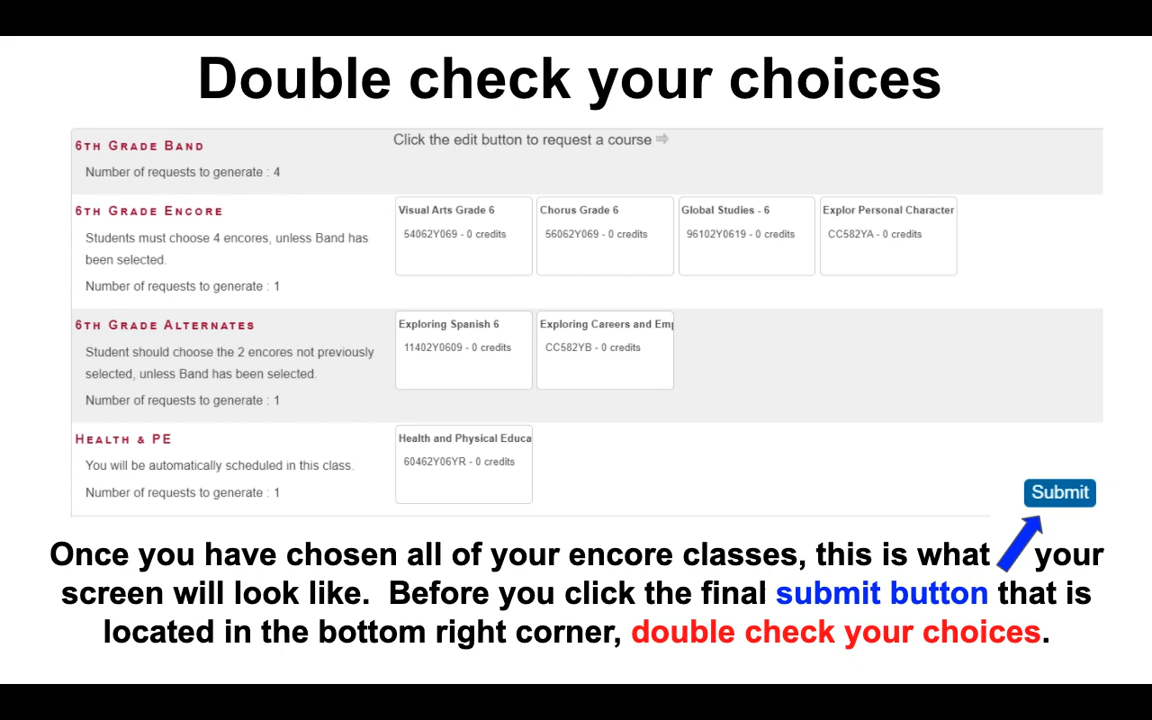 Double check your choices
6TH GRADE BAND
Click the edit button to request a course ⇨
Number of requests to generate : 4
6TH GRADE ENCORE
Students must choose 4 encores, unless Band has
been selected.
Number of requests to generate : 1
Visual Arts Grade 6
54062Y069 - 0 credits
Chorus Grade 6
56062Y069 - 0 credits
Global Studies - 6
96102Y0619 - 0 credits
Explor Personal Character
CC582YA - 0 credits
6TH GRADE ALTERNATES
Student should choose the 2 encores not previously
selected, unless Band has been selected.
Number of requests to generate : 1
Exploring Spanish 6
11402Y0609 - 0 credits
Exploring Careers and Emp
CC582YB - 0 credits
HEALTH & PE
You will be automatically scheduled in this class.
Number of requests to generate : 1
Health and Physical Educa
60462Y06YR - 0 credits
Submit
Once you have chosen all of your encore classes, this is what your
screen will look like. Before you click the final submit button that is
located in the bottom right corner, double check your choices.